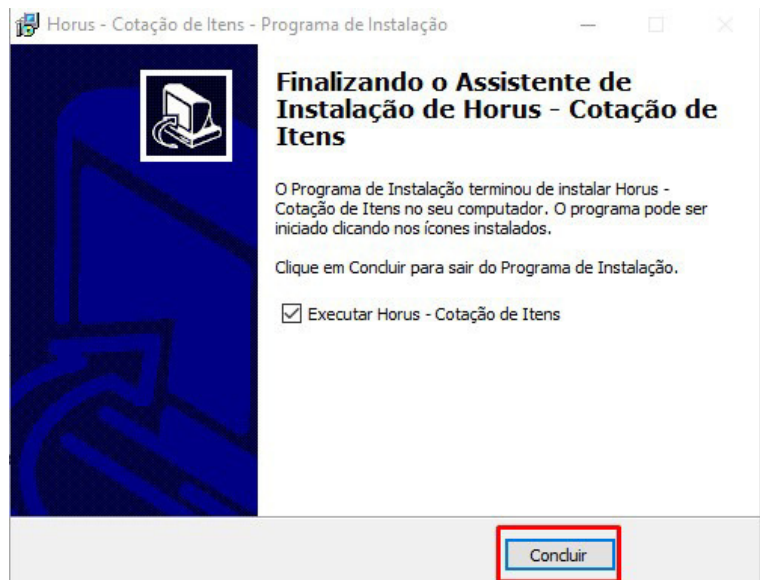 Horus - Cotação de Itens - Programa de Instalação
Finalizando o Assistente de
Instalação de Horus - Cotação de
Itens
O Programa de Instalação terminou de instalar Horus -
Cotação de Itens no seu computador. O programa pode ser
iniciado clicando nos ícones instalados.
Clique em Concluir para sair do Programa de Instalação.
Executar Horus - Cotação de Itens
Concluir